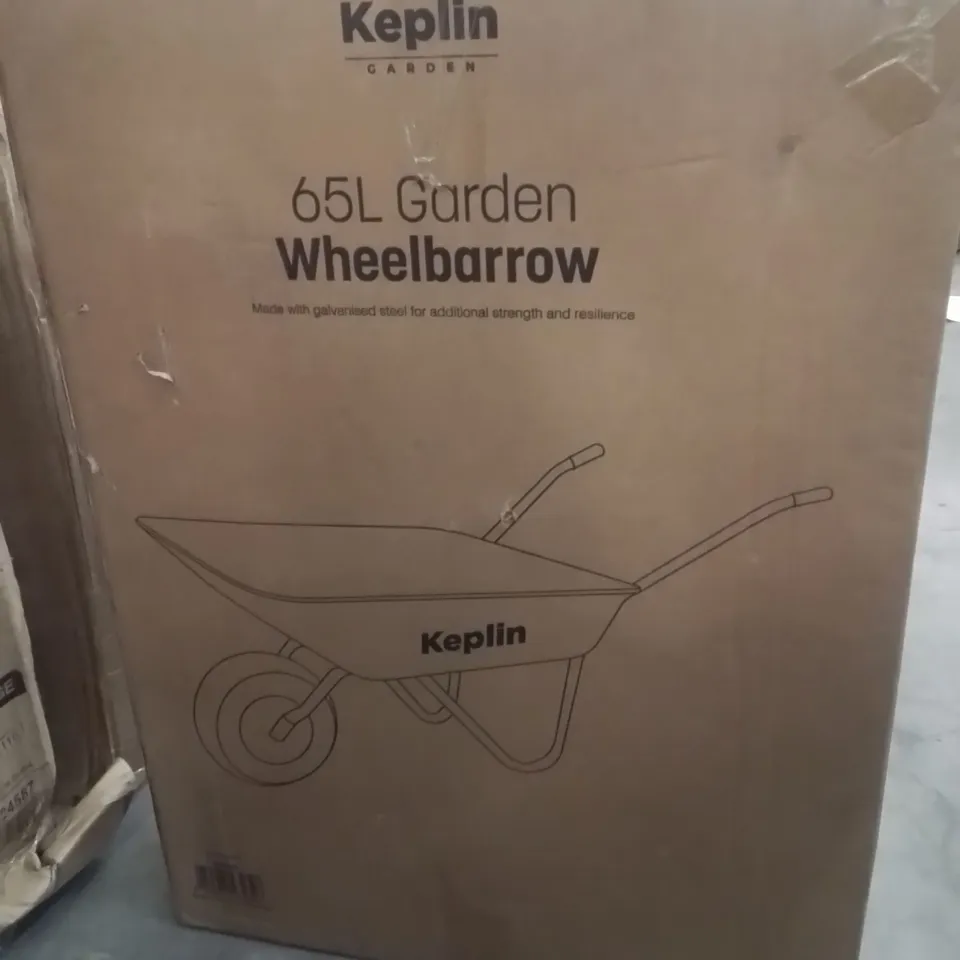 Keplin
GARDEN
65L Garden
Wheelbarrow
Made with galvanised steel for additional strength and resilience
Keplin